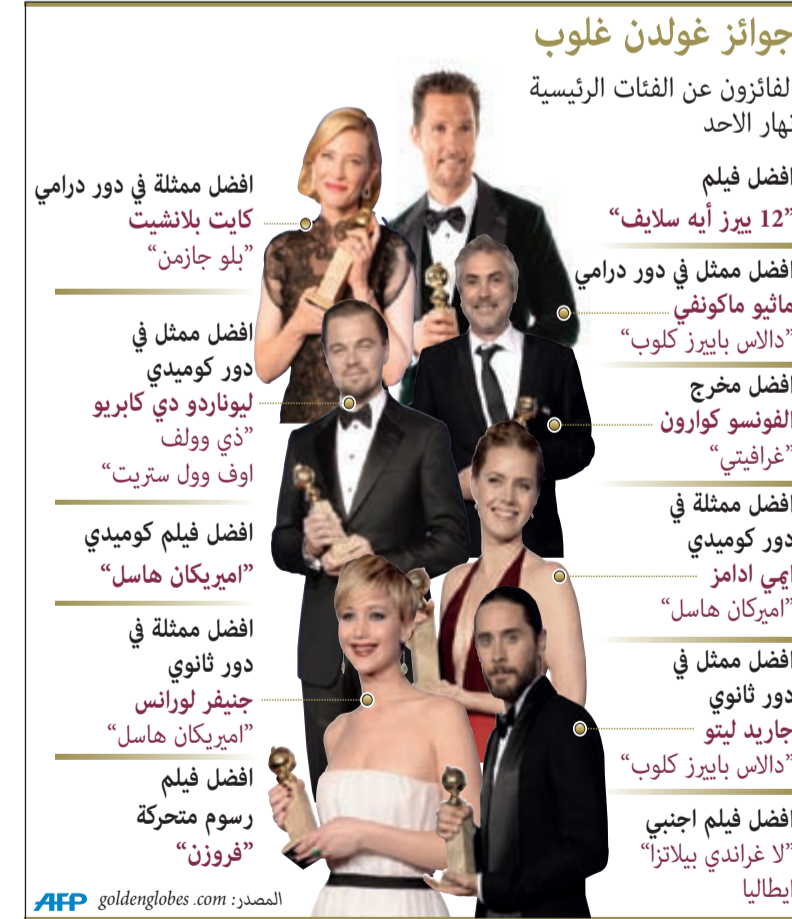 جوائز غولدن غلوب
لفائزون عن الفئات الرئيسية
نهار الاحد
افضل فيلم
”12 ييرز أيه سلايف“
افضل ممثل في دور درامي
ماثيو ماكونفي
”دالاس باييرز كلوب“
افضل مخرج
الفونسو كوارون
”غرافيتي“
افضل ممثلة في
دور كوميدي
ايمي ادامز
”اميركان هاسل“
افضل ممثل في
دور ثانوي
جاريد ليتو
”دالاس باييرز كلوب“
افضل فيلم اجنبي
”لا غراندي بيلاتزا“
ايطاليا
افضل ممثلة في دور درامي
كايت بلانشيت
”بلو جازمن“
افضل ممثل في
دور كوميدي
ليوناردو دي كابريو
”ذي وولف
اوف وول ستريت“
افضل فيلم كوميدي
”اميريكان هاسل“
افضل ممثلة في
دور ثانوي
جنيفر لورانس
”اميريكان هاسل“
افضل فيلم
رسوم متحركة
”فروزن“
المصدر: goldenglobes .com AFP